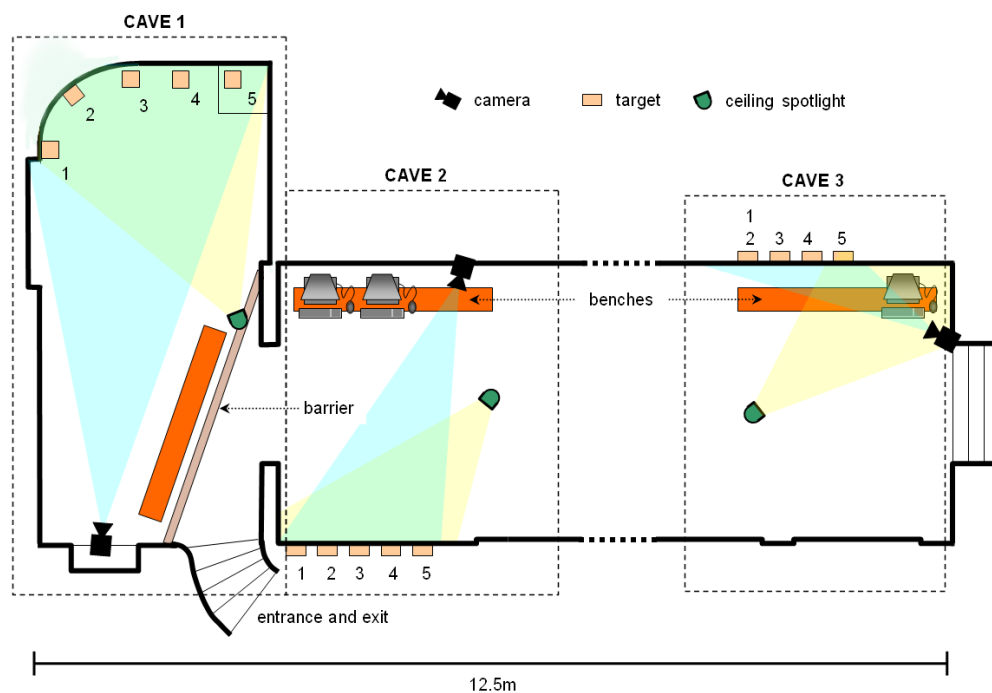 CAVE 1
2
3
4
5
1
camera
target
ceiling spotlight
CAVE 2
CAVE 3
1
2 3 4 5
benches
barrier
1 2 3 4 5
entrance and exit
12.5m